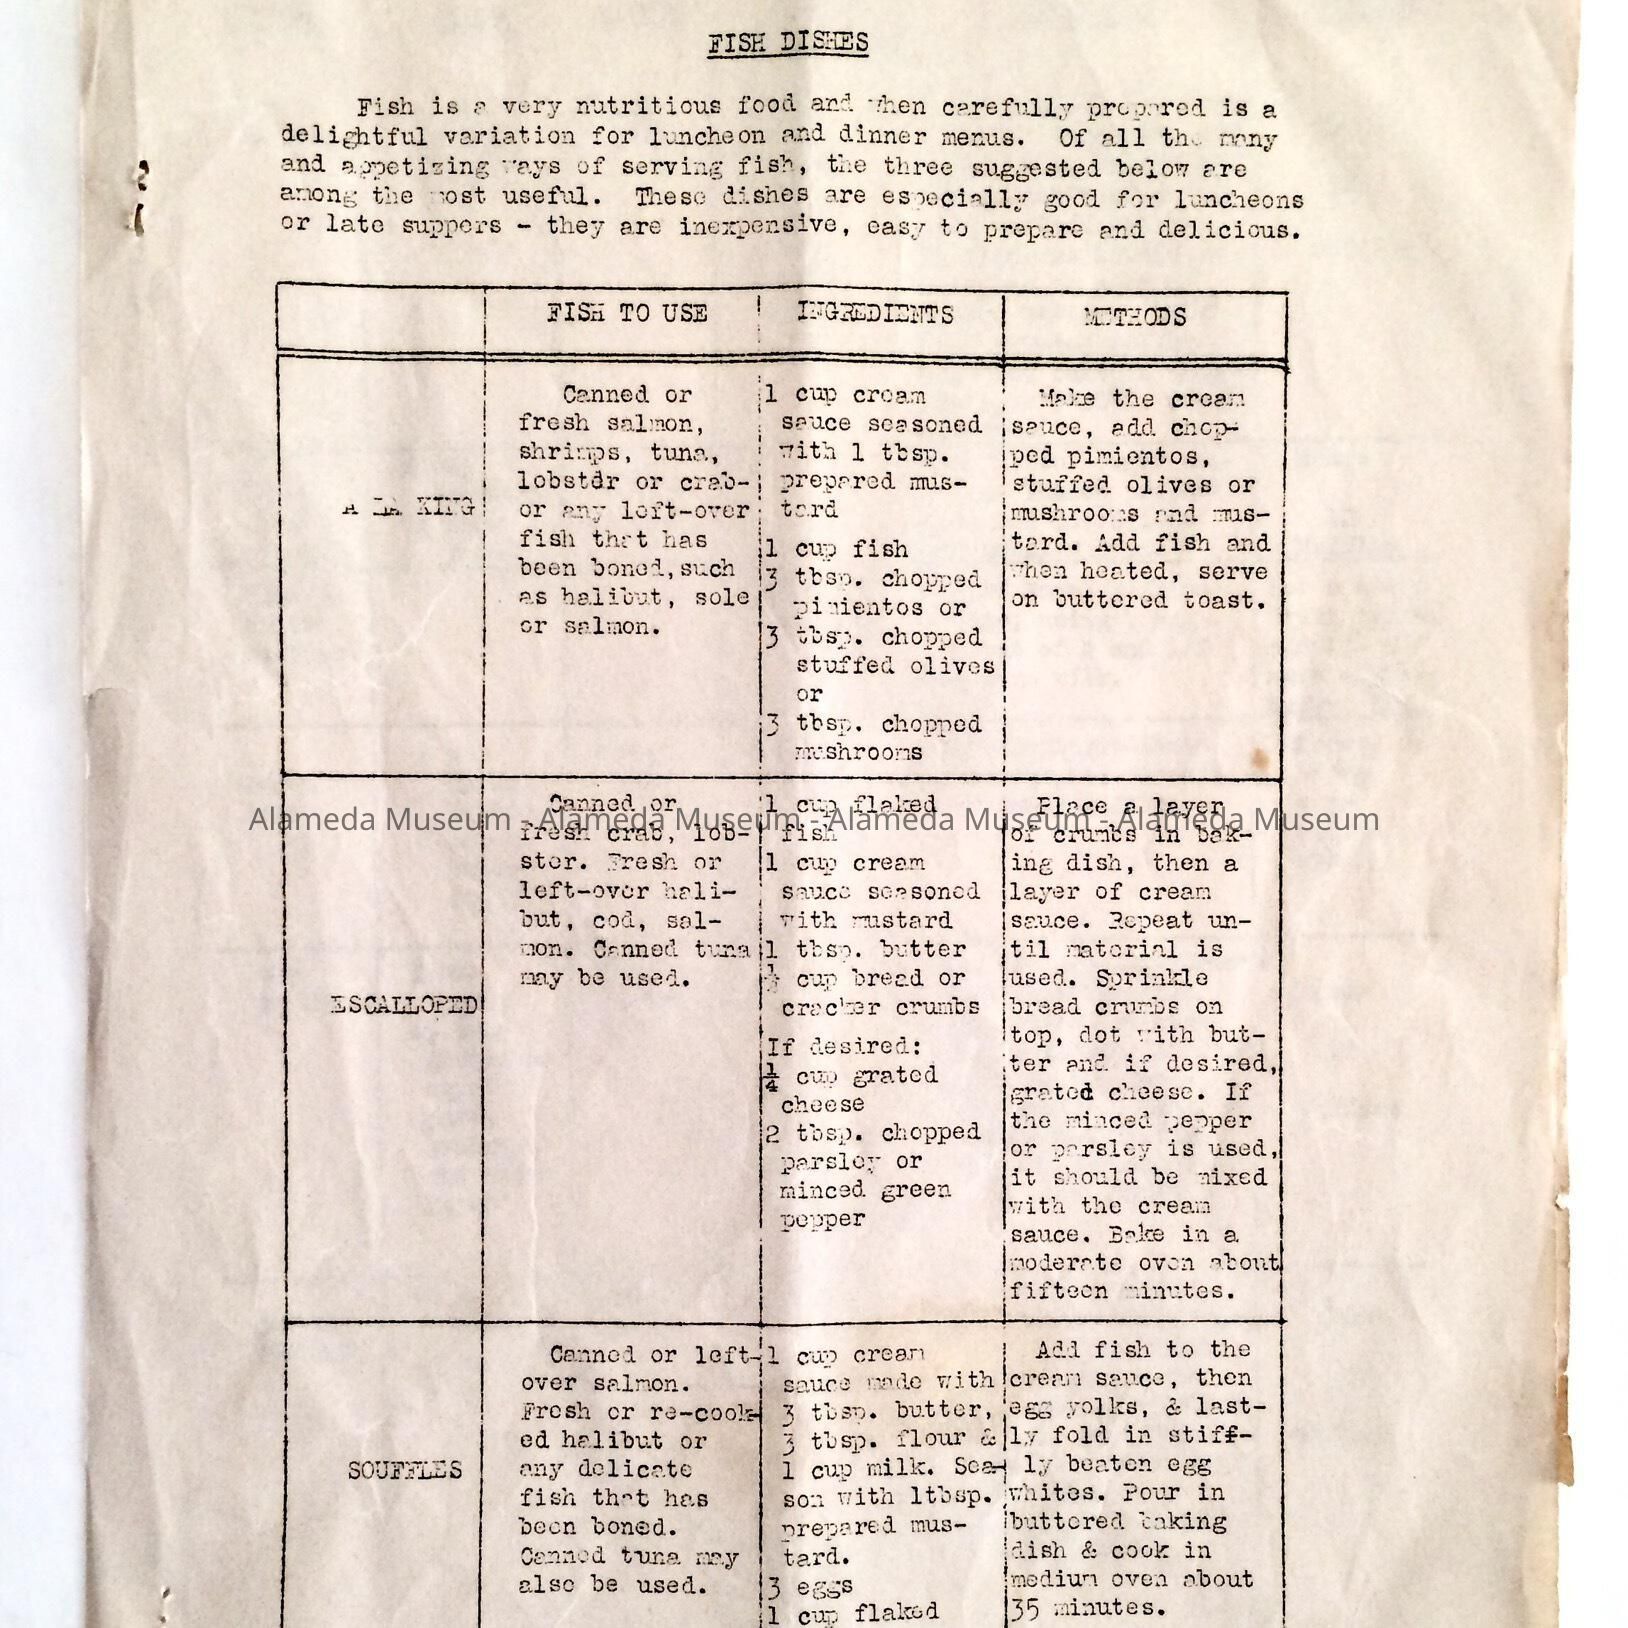 FISH DISHES
Fish is a very nutritious food and when carefully prepared is a
delightful variation for luncheon and dinner menus. Of all the many
and appetizing ways of serving fish, the three suggested below are
among the most useful. These dishes are especially good for luncheons
or late suppers - they are inexpensive, easy to prepare and delicious.
FISH TO USE
INGREDIENTS
METHODS
A LA KING
Canned or
fresh salmon,
shrimps, tuna,
lobster or crab-
or any left-over
fish that has
been boned, such
as halibut, sole
or salmon.
1 cup cream
sauce seasoned
with 1 tbsp.
prepared mus-
tard
1 cup fish
3 tbsp. chopped
pimientos or
3 tbsp. chopped
stuffed olives
or
3 tbsp. chopped
mushrooms
Make the cream
sauce, add chop-
ped pimientos,
stuffed olives or
mushrooms and mus-
tard. Add fish and
when heated, serve
on buttered toast.
Alameda Museum - Alameda Museum - Alameda Museum - Alameda Museum
ESCALLOPED
Canned or
fresh crab, lob-
ster. Fresh or
left-over hali-
but, cod, sal-
mon. Canned tuna
may be used.
1 cup flaked
fish
1 cup cream
sauce seasoned
with mustard
1 tbsp. butter
cup bread or
cracker crumbs
If desired:
¼ cup grated
cheese
2 tbsp. chopped
parsley or
minced green
pepper
Place a layer
of crumbs in bak-
ing dish, then a
layer of cream
sauce. Repeat un-
til material is
used. Sprinkle
bread crumbs on
top, dot with but-
ter and if desired,
grated cheese. If
the minced pepper
or parsley is used,
it should be mixed
with the cream
sauce. Bake in a
moderate oven about
fifteen minutes.
SOUFFLES
Canned or left-
over salmon.
Fresh or re-cook-
ed halibut or
any delicate
fish that has
been boned.
Canned tuna may
also be used.
1 cup cream
sauce made with
3 tbsp. butter,
3 tbsp. flour &
1 cup milk. Sea-
son with 1tbsp.
prepared mus-
tard.
3 eggs
1 cup flaked
Add fish to the
cream sauce, then
egg yolks, & last-
ly fold in stiff-
ly beaten egg
whites. Pour in
buttered baking
dish & cook in
medium oven about
35 minutes.